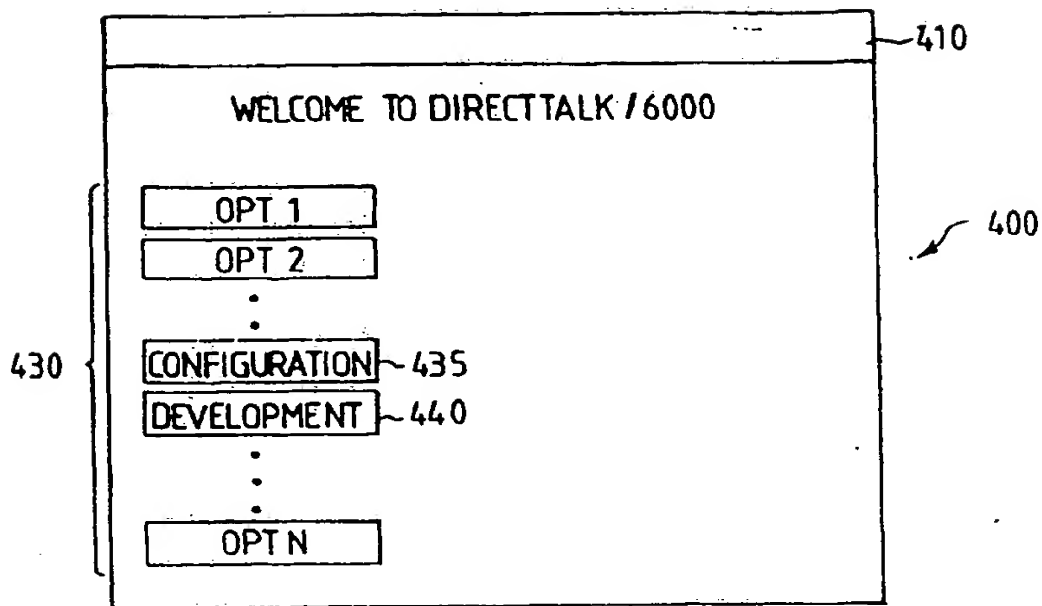 410
WELCOME TO DIRECTTALK/6000
OPT 1
OPT 2
400
430
CONFIGURATION 435
DEVELOPMENT 440
OPT N